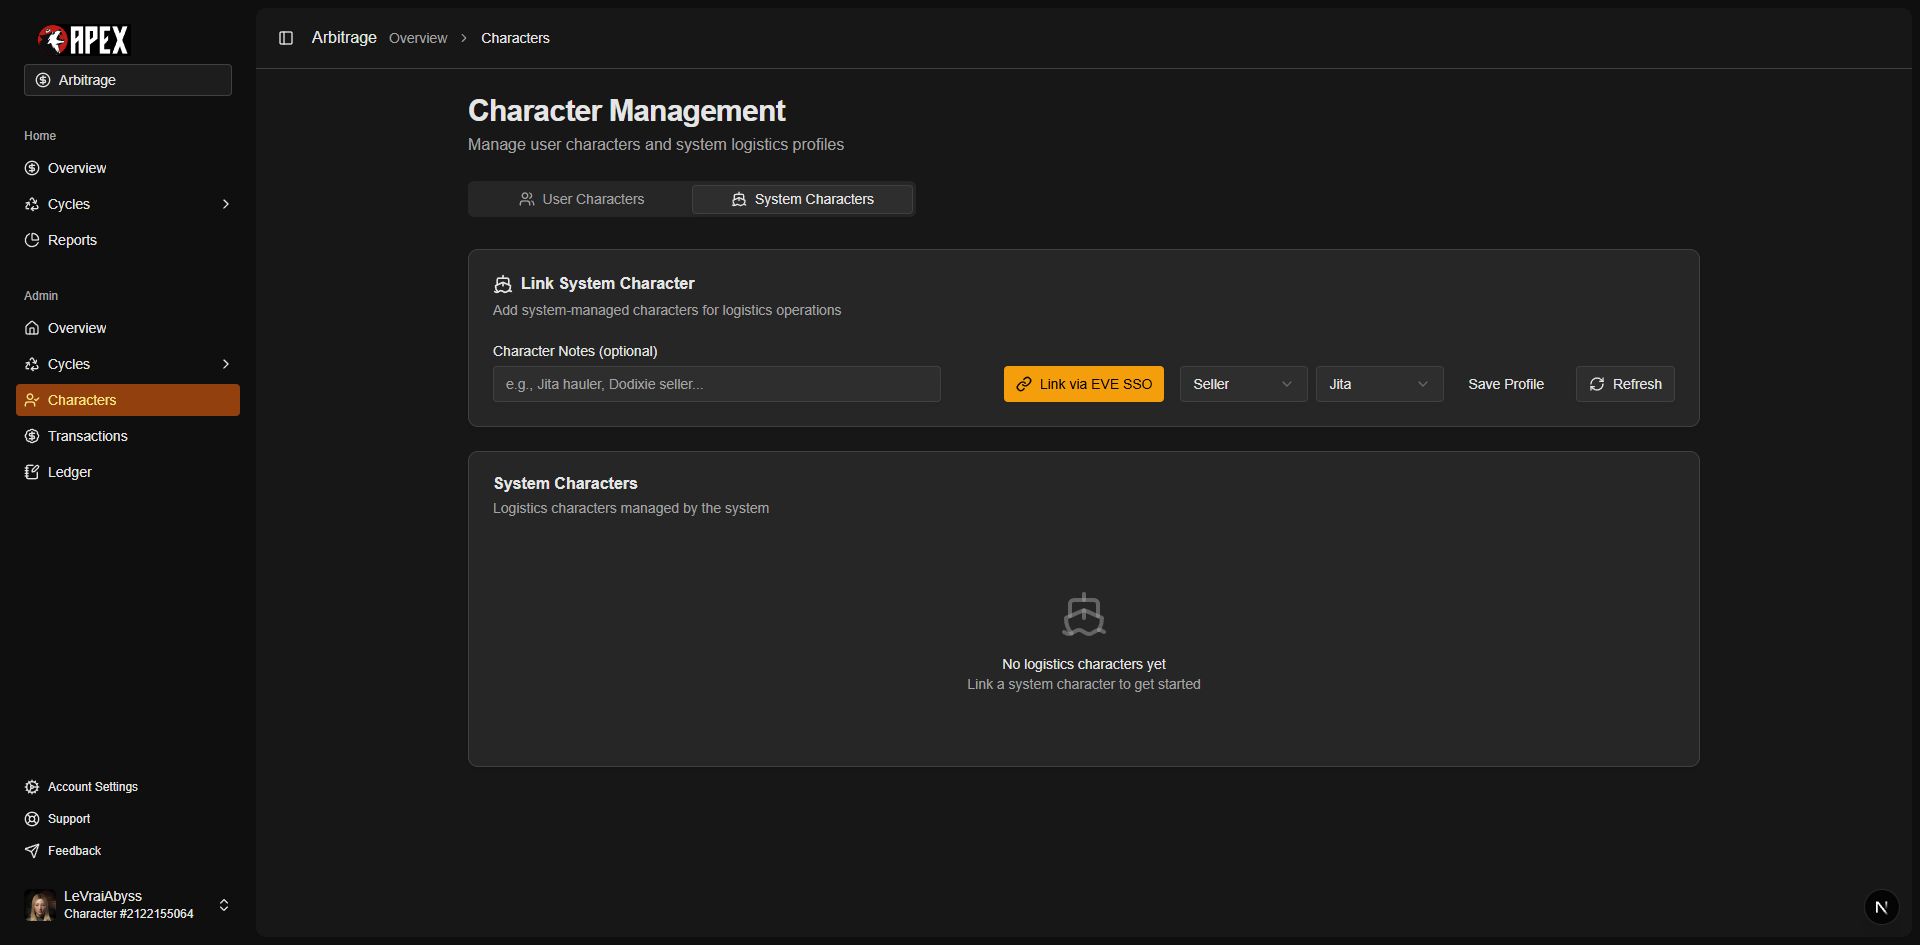 APEX
Arbitrage
Home
Overview
Cycles
Reports
Admin
Overview
Cycles
Characters
Transactions
Ledger
Account Settings
Support
Feedback
LeVraiAbyss
Character #2122155064
Arbitrage Overview > Characters
Character Management
Manage user characters and system logistics profiles
User Characters
System Characters
Link System Character
Add system-managed characters for logistics operations
Character Notes (optional)
e.g., Jita hauler, Dodixie seller...
Link via EVE SSO
Seller
Jita
Save Profile
Refresh
System Characters
Logistics characters managed by the system
No logistics characters yet
Link a system character to get started
N